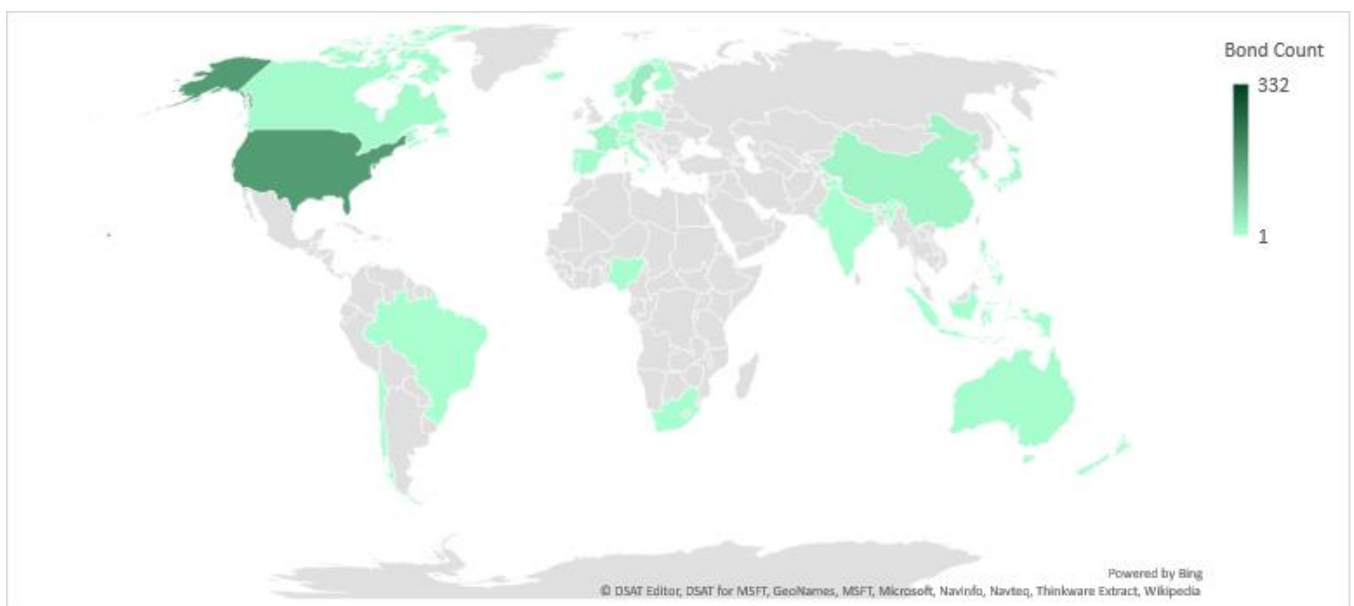 Bond Count
332
1
Powered by Bing
© DSAT Editor, DSAT for MSFT, GeoNames, MSFT, Microsoft, Navinfo, Navteq, Thinkware Extract, Wikipedia